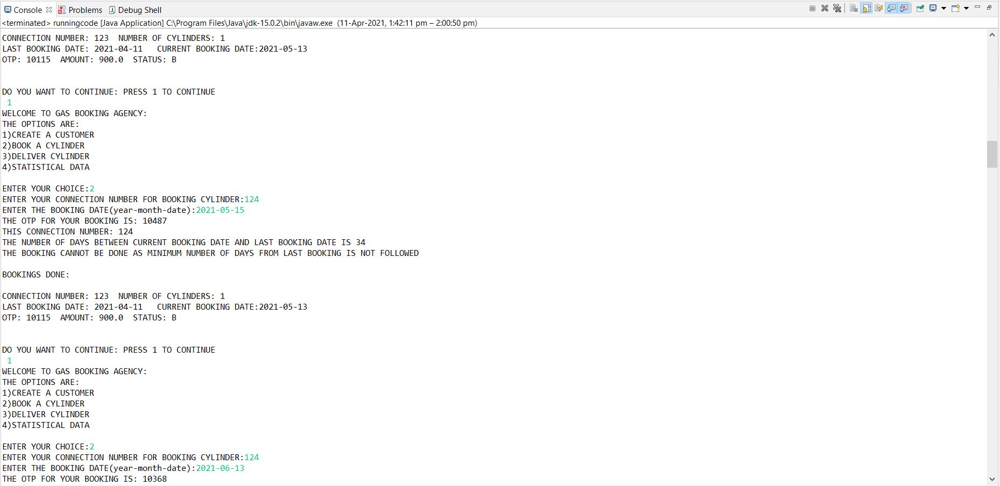 Console Problems Debug Shell
<terminated> runningcode [Java Application] C:\Program Files\Java\jdk-15.0.2\bin\javaw.exe (11-Apr-2021, 1:42:11 pm – 2:00:50 pm)
CONNECTION NUMBER: 123  NUMBER OF CYLINDERS: 1
LAST BOOKING DATE: 2021-04-11   CURRENT BOOKING DATE:2021-05-13
OTP: 10115  AMOUNT: 900.0  STATUS: B
DO YOU WANT TO CONTINUE: PRESS 1 TO CONTINUE
1
WELCOME TO GAS BOOKING AGENCY:
THE OPTIONS ARE:
1)CREATE A CUSTOMER
2)BOOK A CYLINDER
3)DELIVER CYLINDER
4)STATISTICAL DATA
ENTER YOUR CHOICE:2
ENTER YOUR CONNECTION NUMBER FOR BOOKING CYLINDER:124
ENTER THE BOOKING DATE(year-month-date):2021-05-15
THE OTP FOR YOUR BOOKING IS: 10487
THIS CONNECTION NUMBER: 124
THE NUMBER OF DAYS BETWEEN CURRENT BOOKING DATE AND LAST BOOKING DATE IS 34
THE BOOKING CANNOT BE DONE AS MINIMUM NUMBER OF DAYS FROM LAST BOOKING IS NOT FOLLOWED
BOOKINGS DONE:
CONNECTION NUMBER: 123  NUMBER OF CYLINDERS: 1
LAST BOOKING DATE: 2021-04-11   CURRENT BOOKING DATE:2021-05-13
OTP: 10115  AMOUNT: 900.0  STATUS: B
DO YOU WANT TO CONTINUE: PRESS 1 TO CONTINUE
1
WELCOME TO GAS BOOKING AGENCY:
THE OPTIONS ARE:
1)CREATE A CUSTOMER
2)BOOK A CYLINDER
3)DELIVER CYLINDER
4)STATISTICAL DATA
ENTER YOUR CHOICE:2
ENTER YOUR CONNECTION NUMBER FOR BOOKING CYLINDER:124
ENTER THE BOOKING DATE(year-month-date):2021-06-13
THE OTP FOR YOUR BOOKING IS: 10368